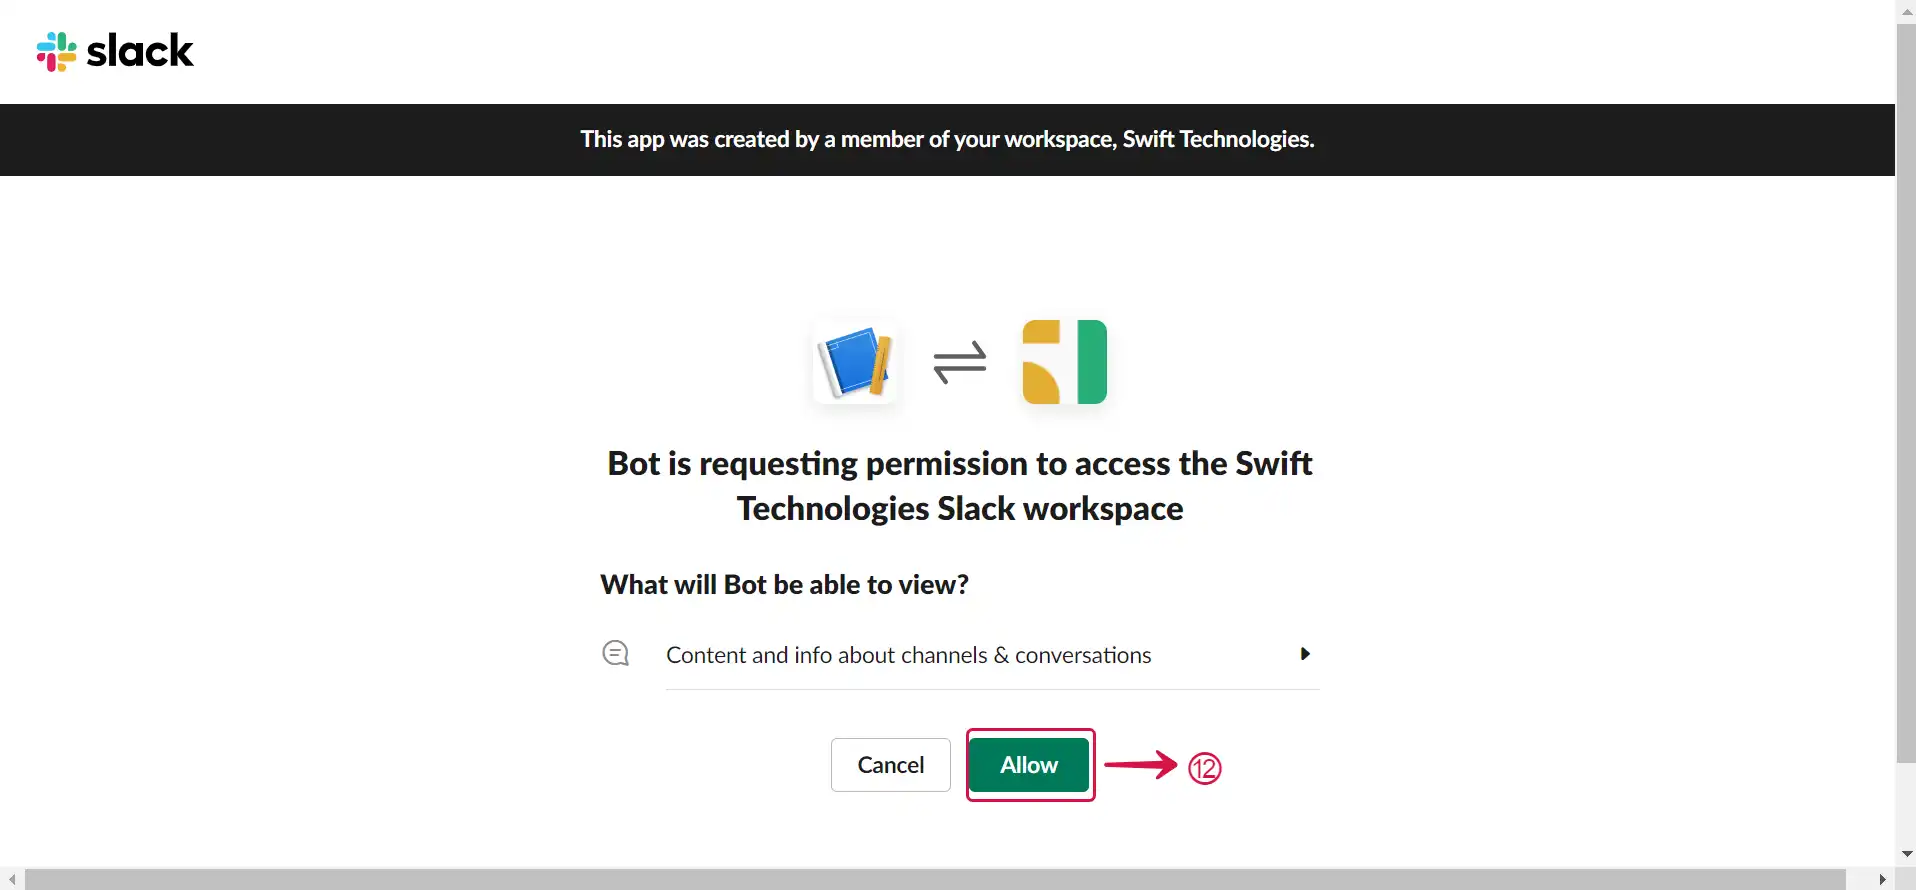 slack
This app was created by a member of your workspace, Swift Technologies.
Bot is requesting permission to access the Swift
Technologies Slack workspace
What will Bot be able to view?
Content and info about channels & conversations
Cancel
Allow
12